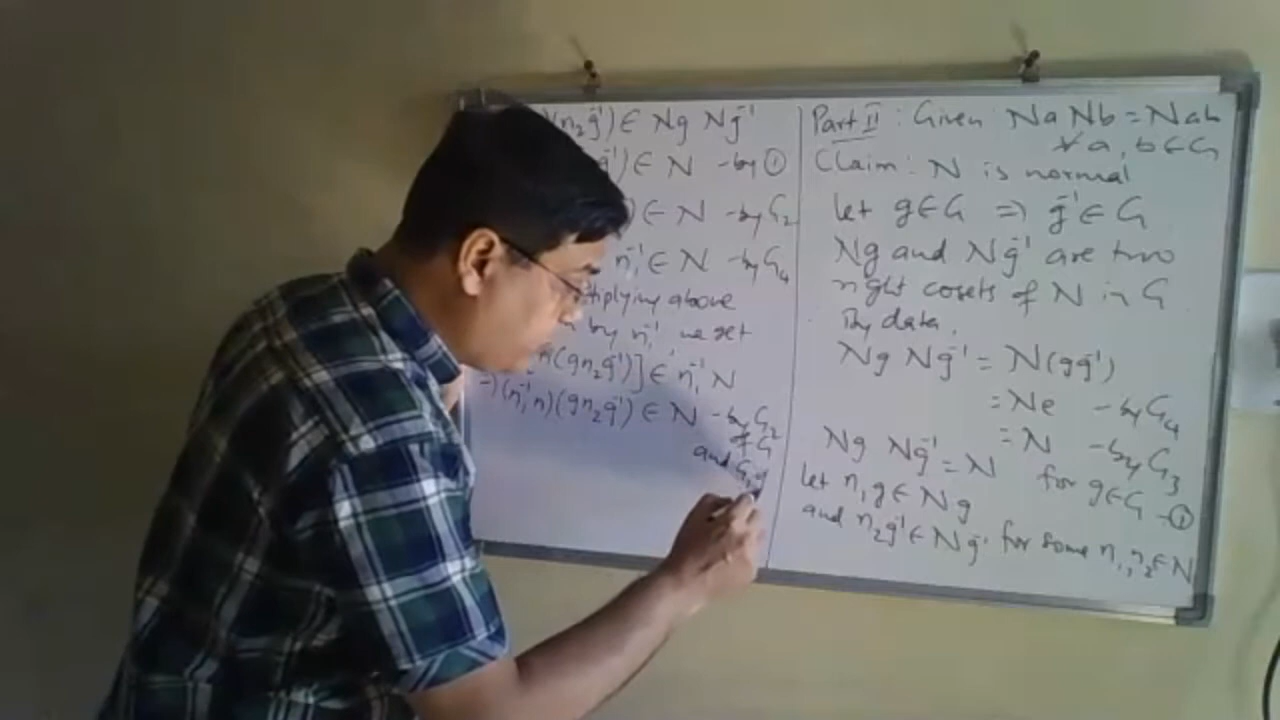 (n₂g⁻¹) ∈ Ng Ng⁻¹
g⁻¹) ∈ N - by ①
) ∈ N - by G₂
n₁⁻¹ ∈ N - by G₄
tiplying above
by n₁⁻¹ we get
n(gn₂g⁻¹)] ∈ n₁⁻¹ N
(n₁⁻¹n)(gn₂g⁻¹) ∈ N - by G₂
of G
and G₁
Part II : Given Na Nb = Nab
∀ a, b ∈ G
Claim: N is normal
let g ∈ G ⇒ g⁻¹ ∈ G
Ng and Ng⁻¹ are two
right cosets of N in G
By data,
Ng Ng⁻¹ = N(gg⁻¹)
= Ne - by G₄
= N - by G₃
Ng Ng⁻¹ = N for g ∈ G - ①
let n₁g ∈ Ng
and n₂g⁻¹ ∈ Ng⁻¹ for some n₁, n₂ ∈ N